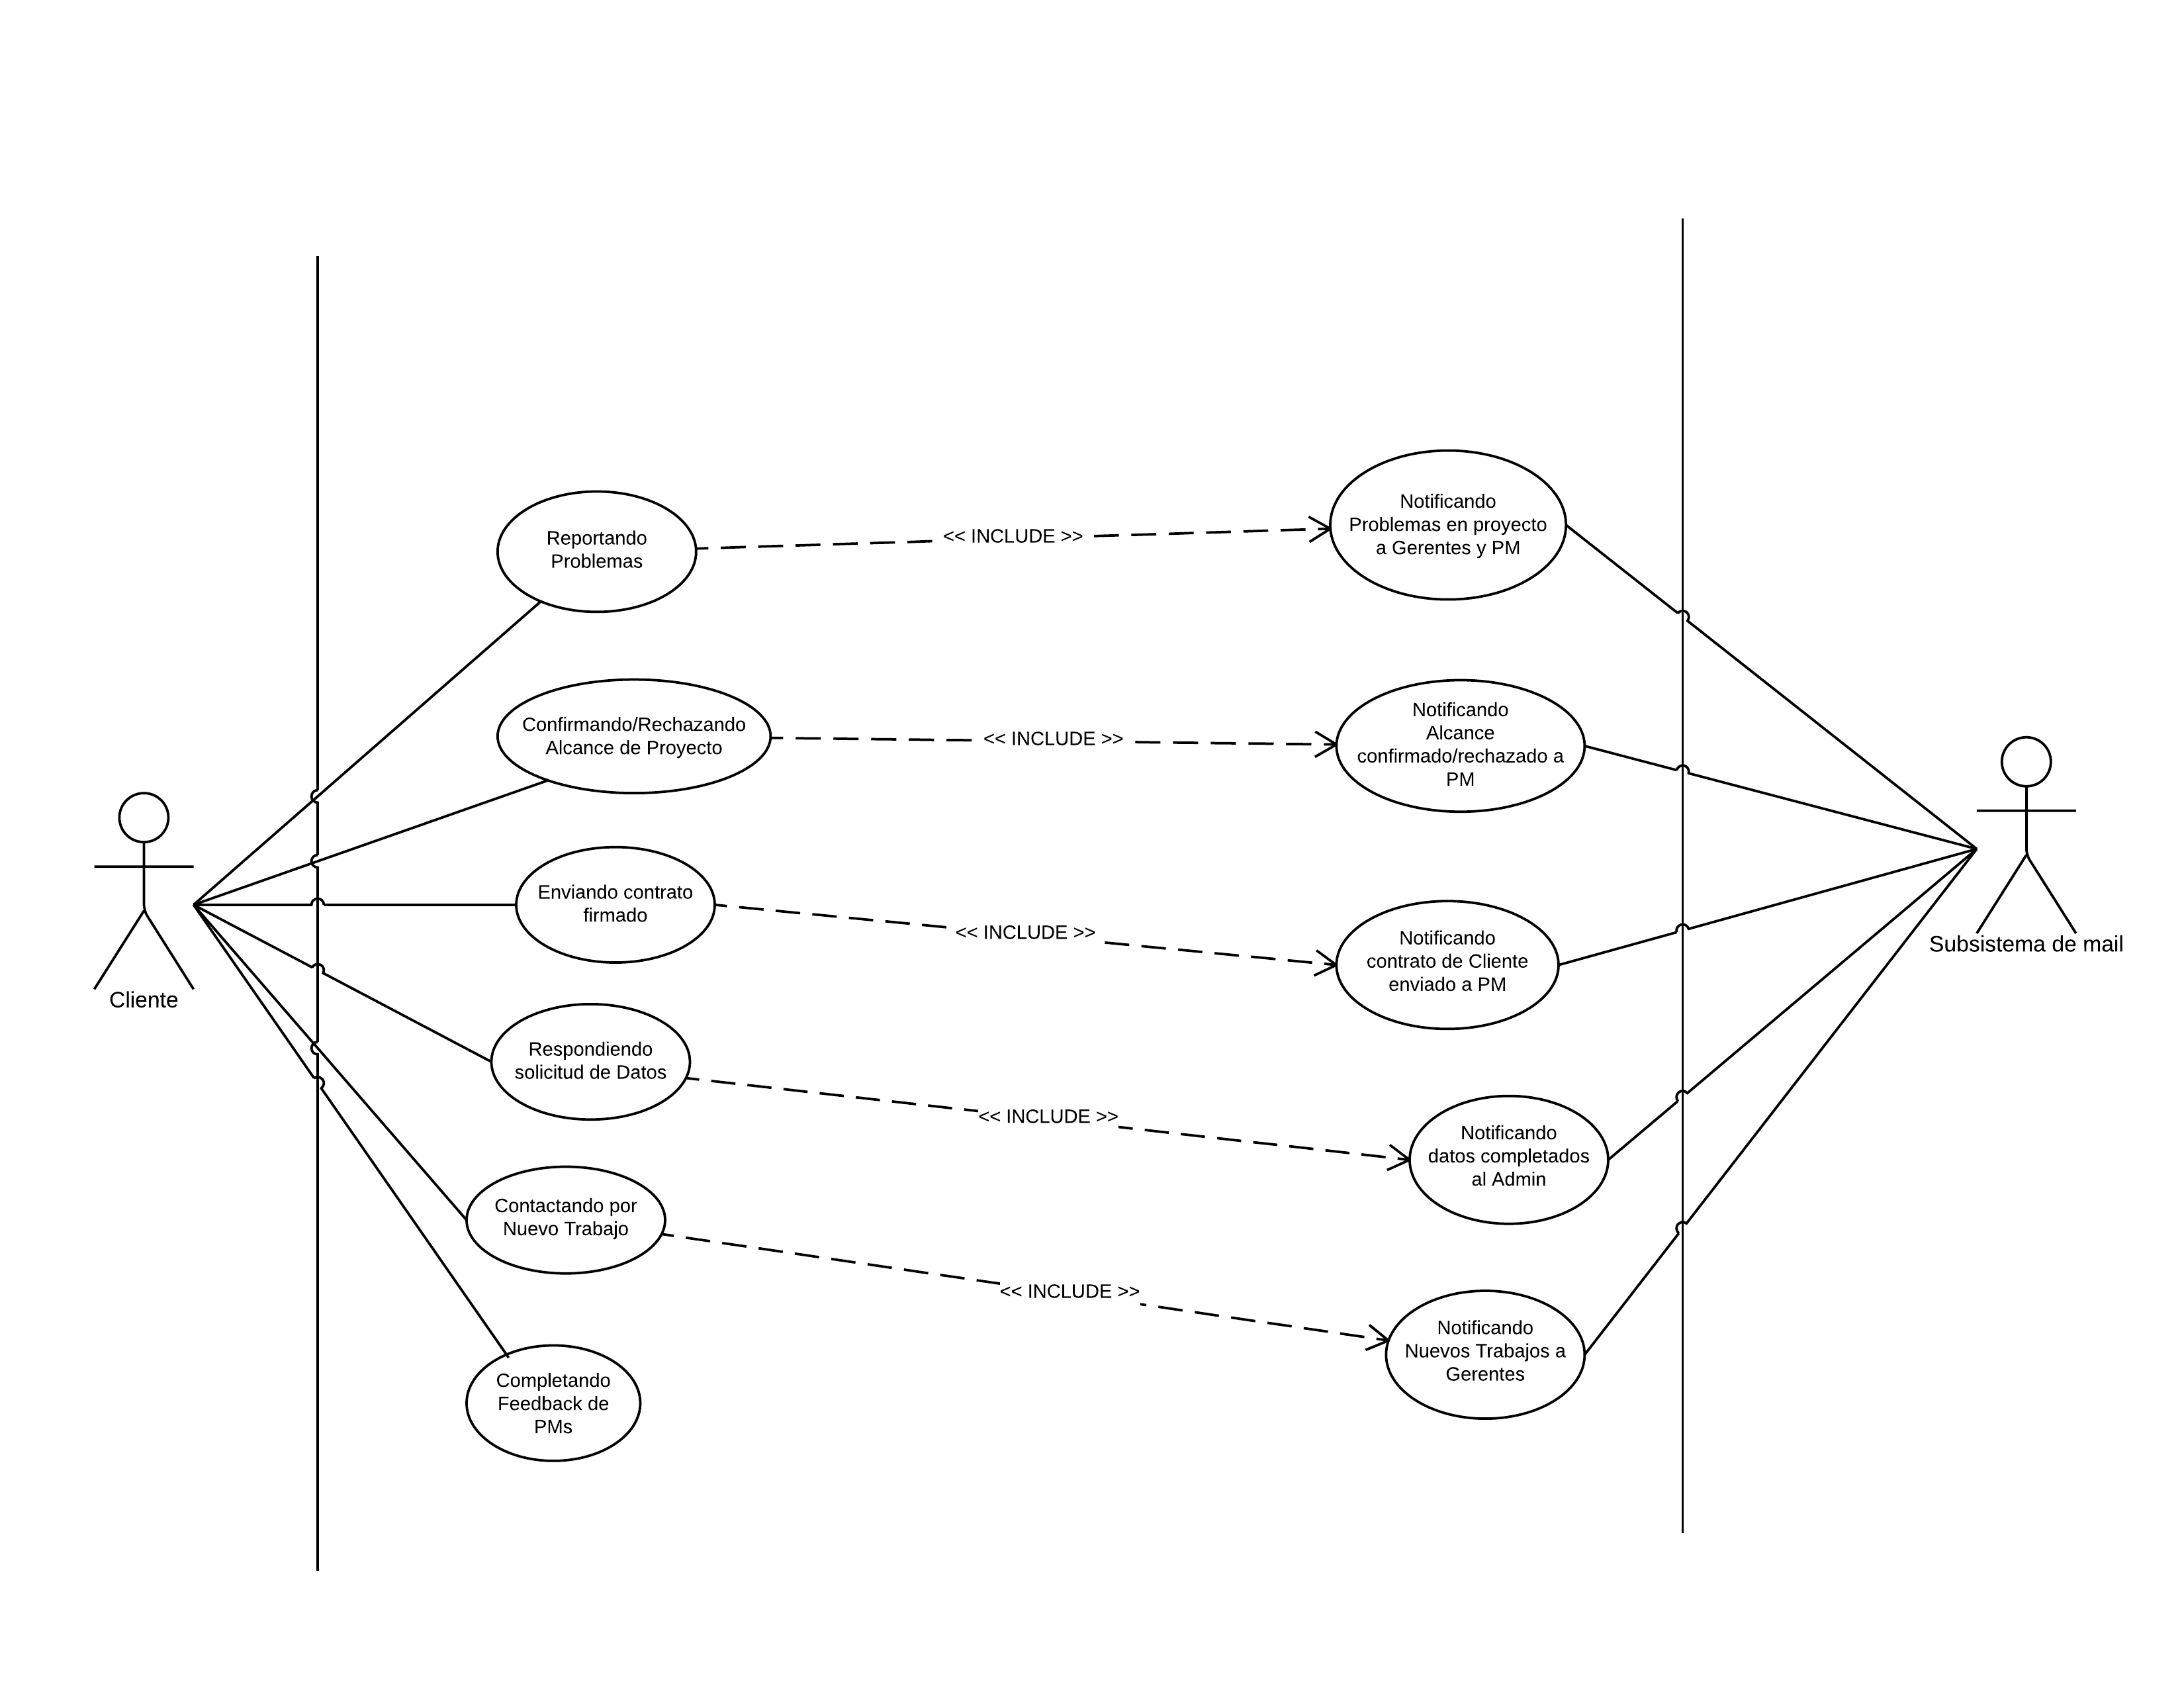 Reportando
Problemas
<< INCLUDE >>
Notificando
Problemas en proyecto
a Gerentes y PM
Confirmando/Rechazando
Alcance de Proyecto
<< INCLUDE >>
Notificando
Alcance
confirmado/rechazado a
PM
Enviando contrato
firmado
<< INCLUDE >>
Notificando
contrato de Cliente
enviado a PM
Subsistema de mail
Cliente
Respondiendo
solicitud de Datos
<< INCLUDE >>
Notificando
datos completados
al Admin
Contactando por
Nuevo Trabajo
<< INCLUDE >>
Notificando
Nuevos Trabajos a
Gerentes
Completando
Feedback de
PMs